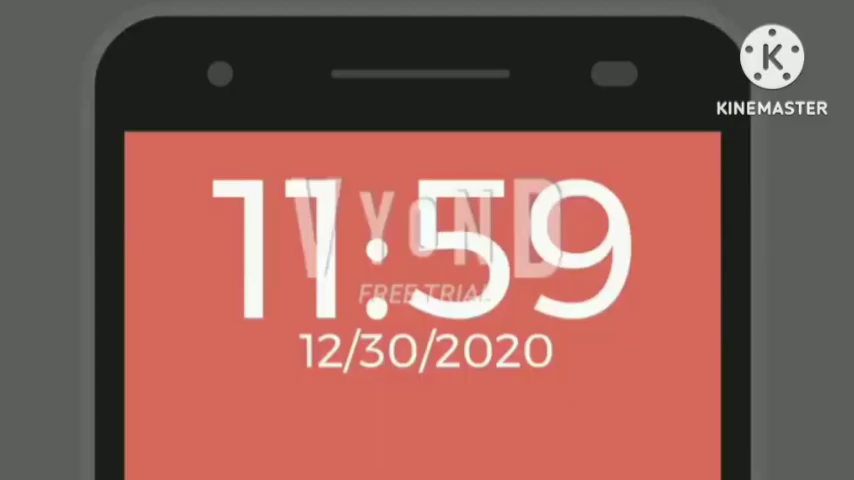 KINEMASTER
11:59
VYOND
FREE TRIAL
12/30/2020